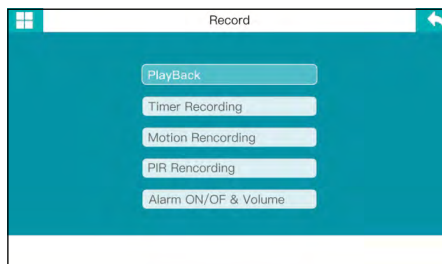 Record
PlayBack
Timer Recording
Motion Rencording
PIR Rencording
Alarm ON/OF & Volume